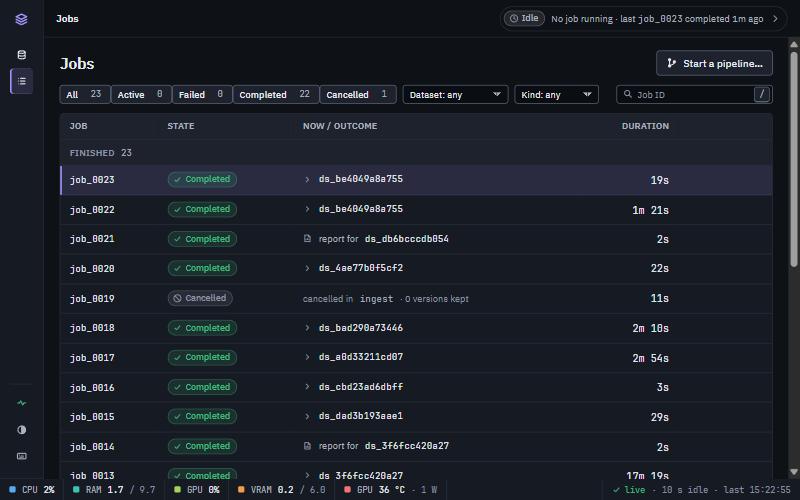 Jobs
Idle No job running · last job_0023 completed 1m ago
Jobs
Start a pipeline...
All 23 Active 0 Failed 0 Completed 22 Cancelled 1 Dataset: any Kind: any Job ID /
JOB STATE NOW / OUTCOME DURATION
FINISHED 23
job_0023 Completed ds_be4049a8a755 19s
job_0022 Completed ds_be4049a8a755 1m 21s
job_0021 Completed report for ds_db6bcccdb054 2s
job_0020 Completed ds_4ae77b0f5cf2 22s
job_0019 Cancelled cancelled in ingest · 0 versions kept 11s
job_0018 Completed ds_bad290a73446 2m 10s
job_0017 Completed ds_a0d33211cd07 2m 54s
job_0016 Completed ds_cbd23ad6dbff 3s
job_0015 Completed ds_dad3b193aae1 29s
job_0014 Completed report for ds_3f6fcc420a27 2s
job_0013 Completed ds_3f6fcc420a27 17m 19s
CPU 2% RAM 1.7 / 9.7 GPU 0% VRAM 0.2 / 6.0 GPU 36 °C · 1 W live · 10 s idle · last 15:22:55